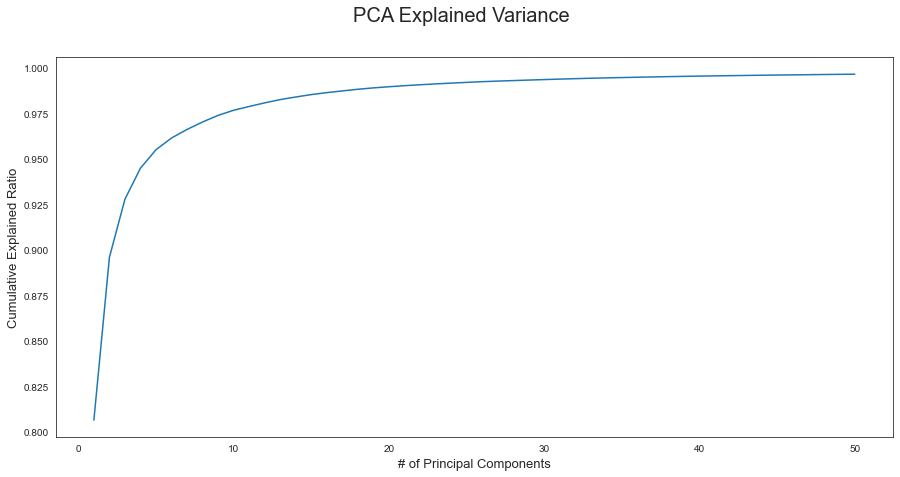 PCA Explained Variance
Cumulative Explained Ratio
1.000
0.975
0.950
0.925
0.900
0.875
0.850
0.825
0.800
0 10 20 30 40 50
# of Principal Components